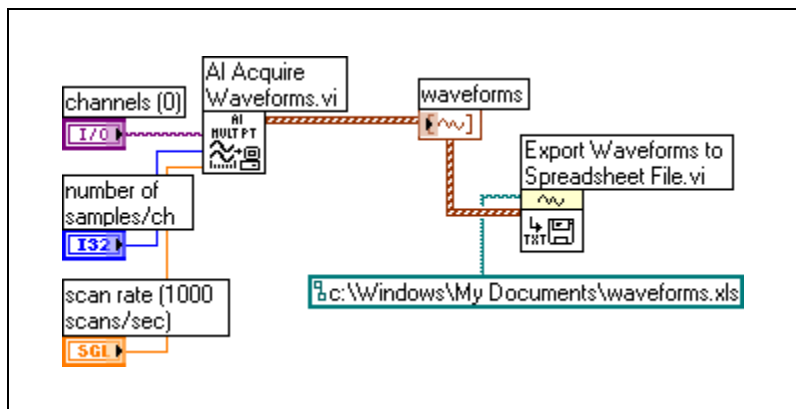 AI Acquire
Waveforms.vi
channels (0)
I/O
AI
MULT PT
waveforms
Export Waveforms to
Spreadsheet File.vi
TXT
number of
samples/ch
I32
c:\Windows\My Documents\waveforms.xls
scan rate (1000
scans/sec)
SGL